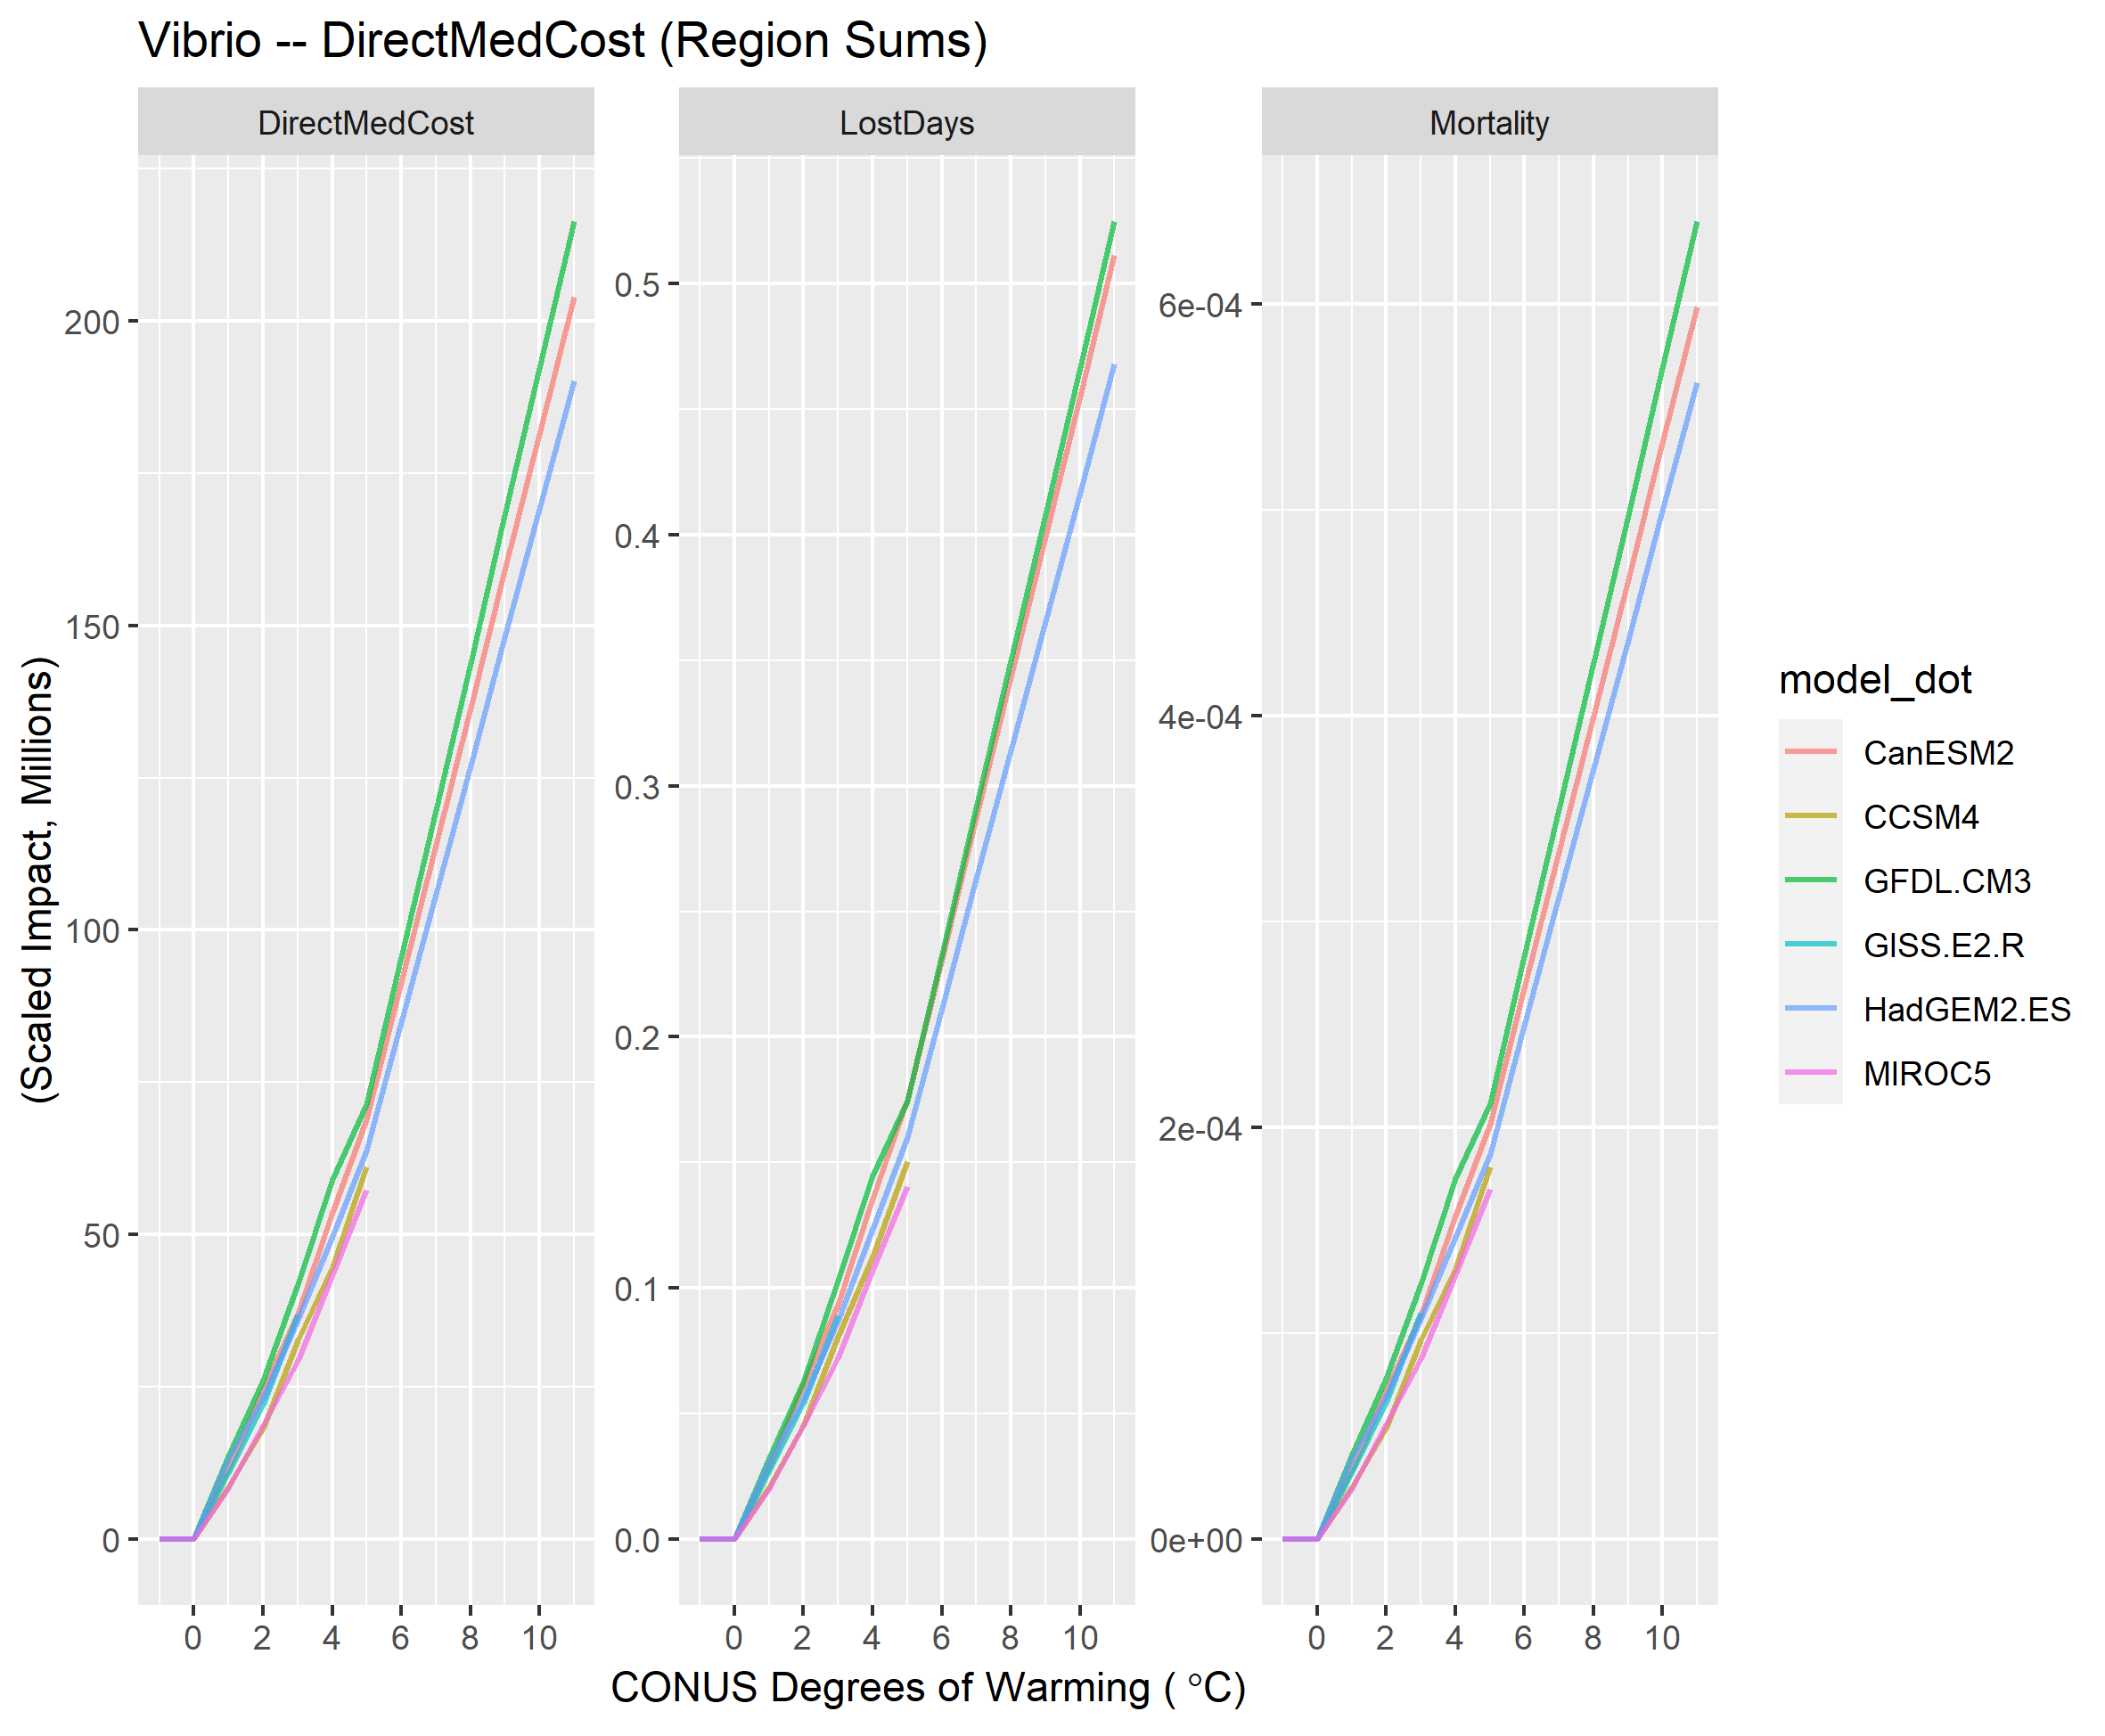 Vibrio -- DirectMedCost (Region Sums)
DirectMedCost
LostDays
Mortality
(Scaled Impact, Millions)
200
150
100
50
0
0.5
0.4
0.3
0.2
0.1
0.0
6e-04
4e-04
2e-04
0e+00
0 2 4 6 8 10
0 2 4 6 8 10
0 2 4 6 8 10
CONUS Degrees of Warming ( °C)
model_dot
CanESM2
CCSM4
GFDL.CM3
GISS.E2.R
HadGEM2.ES
MIROC5